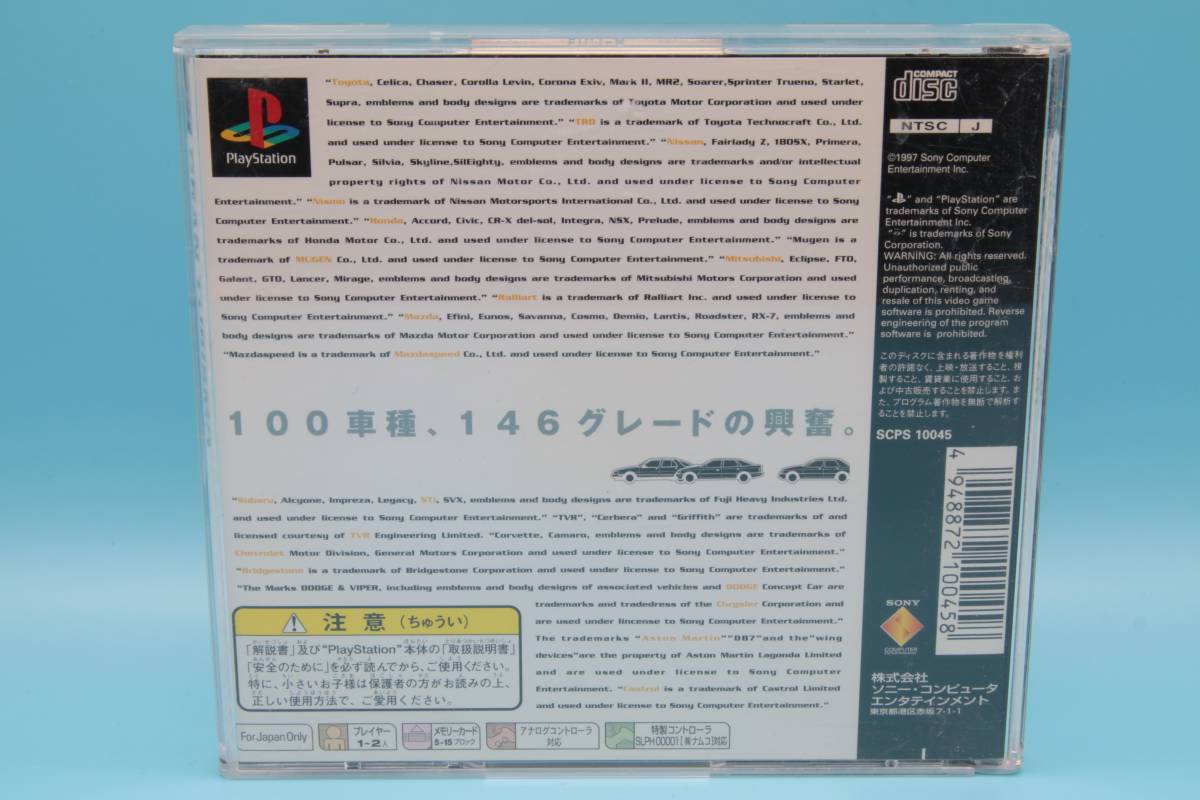 PlayStation
"Toyota, Celica, Chaser, Corolla Levin, Corona Exiv, Mark II, MR2, Soarer,Sprinter Trueno, Starlet,
Supra, emblems and body designs are trademarks of Toyota Motor Corporation and used under
license to Sony Computer Entertainment." "TRD is a trademark of Toyota Technocraft Co., Ltd.
and used under license to Sony Computer Entertainment." "Nissan, Fairlady Z, 180SX, Primera,
Pulsar, Silvia, Skyline,SilEighty, emblems and body designs are trademarks and/or intellectual
property rights of Nissan Motor Co., Ltd. and used under license to Sony Computer
Entertainment." "Nismo is a trademark of Nissan Motorsports International Co., Ltd. and used under license to Sony
Computer Entertainment." "Honda, Accord, Civic, CR-X del-sol, Integra, NSX, Prelude, emblems and body designs are
trademarks of Honda Motor Co., Ltd. and used under license to Sony Computer Entertainment." "Mugen is a
trademark of MUGEN Co., Ltd. and used under license to Sony Computer Entertainment." "Mitsubishi, Eclipse, FTO,
Galant, GTO, Lancer, Mirage, emblems and body designs are trademarks of Mitsubishi Motors Corporation and used
under license to Sony Computer Entertainment." "Ralliart is a trademark of Ralliart Inc. and used under license to
Sony Computer Entertainment." "Mazda, Efini, Eunos, Savanna, Cosmo, Demio, Lantis, Roadster, RX-7, emblems and
body designs are trademarks of Mazda Motor Corporation and used under license to Sony Computer Entertainment."
"Mazdaspeed is a trademark of Mazdaspeed Co., Ltd. and used under license to Sony Computer Entertainment."
100車種、146グレードの興奮。
"Subaru, Alcyone, Impreza, Legacy, STi, SVX, emblems and body designs are trademarks of Fuji Heavy Industries Ltd.
and used under license to Sony Computer Entertainment." "TVR", "Cerbera" and "Griffith" are trademarks of and
licensed courtesy of TVR Engineering Limited. "Corvette, Camaro, emblems and body designs are trademarks of
Chevrolet Motor Division, General Motors Corporation and used under license to Sony Computer Entertainment."
"Bridgestone is a trademark of Bridgestone Corporation and used under license to Sony Computer Entertainment."
"The Marks DODGE & VIPER, including emblems and body designs of associated vehicles and DODGE Concept Car are
trademarks and tradedress of the Chrysler Corporation and
are used under lincense to Sony Computer Entertainment."
The trademarks "Aston Martin""DB7"and the"wing
devices"are the property of Aston Martin Lagonda Limited
and are used under license to Sony Computer
Entertainment. "Castrol is a trademark of Castrol Limited
and used under license to Sony Computer Entertainment."
注意(ちゅうい)
「解説書」及び"PlayStation"本体の「取扱説明書」
「安全のために」を必ず読んでから、ご使用ください。
特に、小さいお子様は保護者の方がお読みの上、
正しい使用方法で、ご愛用ください。
For Japan Only
プレイヤー
1~2人
メモリーカード
5-15ブロック
アナログコントローラ
対応
特製コントローラ
SLPH00001[㈱ナムコ]対応
COMPACT
disc
NTSC J
©1997 Sony Computer
Entertainment Inc.
" " and "PlayStation" are
trademarks of Sony Computer
Entertainment Inc.
" " is trademarks of Sony
Corporation.
WARNING: All rights reserved.
Unauthorized public
performance, broadcasting,
duplication, renting, and
resale of this video game
software is prohibited. Reverse
engineering of the program
software is prohibited.
このディスクに含まれる著作物を権利
者の許諾なく、上映・放送すること、複
製すること、賃貸業に使用すること、お
よび中古販売することを禁止します。ま
た、プログラム著作物を無断で解析す
ることを禁止します。
SCPS 10045
4 948872 100458
SONY
COMPUTER
株式会社
ソニー・コンピュータ
エンタテインメント
東京都港区赤坂7-1-1